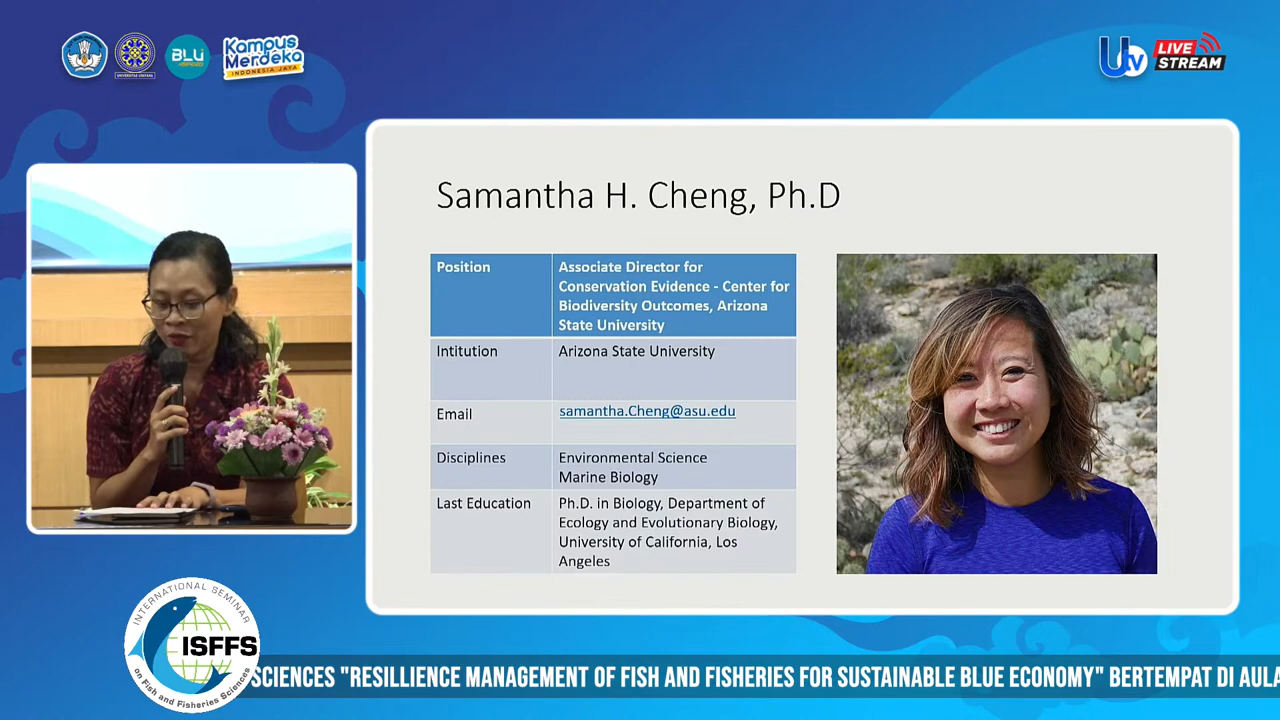 BLU
UNIVERSITAS UDAYANA
Kampus
Merdeka
INDONESIA JAYA
Utv
LIVE
STREAM
Samantha H. Cheng, Ph.D
Position
Associate Director for
Conservation Evidence - Center for
Biodiversity Outcomes, Arizona
State University
Intitution
Arizona State University
Email
samantha.Cheng@asu.edu
Disciplines
Environmental Science
Marine Biology
Last Education
Ph.D. in Biology, Department of
Ecology and Evolutionary Biology,
University of California, Los
Angeles
INTERNATIONAL SEMINAR
ISFFS
on Fish and Fisheries Sciences
SCIENCES "RESILLIENCE MANAGEMENT OF FISH AND FISHERIES FOR SUSTAINABLE BLUE ECONOMY" BERTEMPAT DI AULA